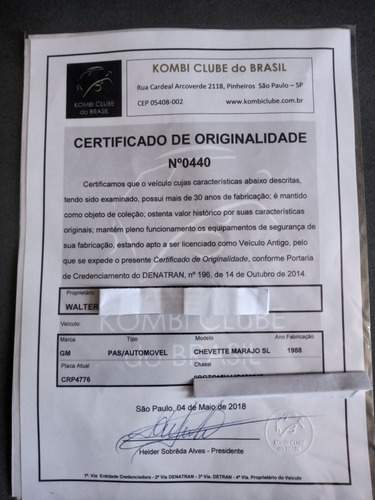 KOMBI CLUBE do BRASIL
Rua Cardeal Arcoverde 2118, Pinheiros São Paulo – SP
CEP 05408-002 www.kombiclube.com.br
KOMBI CLUBE
do BRASIL
CERTIFICADO DE ORIGINALIDADE
Nº0440
Certificamos que o veículo cujas características abaixo descritas,
tendo sido examinado, possui mais de 30 anos de fabricação; é mantido
como objeto de coleção; ostenta valor histórico por suas características
originais; mantém pleno funcionamento os equipamentos de segurança de
sua fabricação, estando apto a ser licenciado como Veículo Antigo, pelo
que se expede o presente Certificado de Originalidade, conforme Portaria
de Credenciamento do DENATRAN, nº 196, de 14 de Outubro de 2014.
Proprietário
WALTER
KOMBI CLUBE
do BRASIL
Veículo:
Marca Tipo Modelo Ano Fabricação
GM PAS/AUTOMOVEL CHEVETTE MARAJO SL 1988
Placa Atual Chassi
CRP4776
São Paulo, 04 de Maio de 2018
Helder Sobrêda Alves - Presidente
1ª. Via Entidade Credenciadora - 2ª Via DENATRAN - 3ª Via DETRAN - 4ª Via Proprietário do Veículo